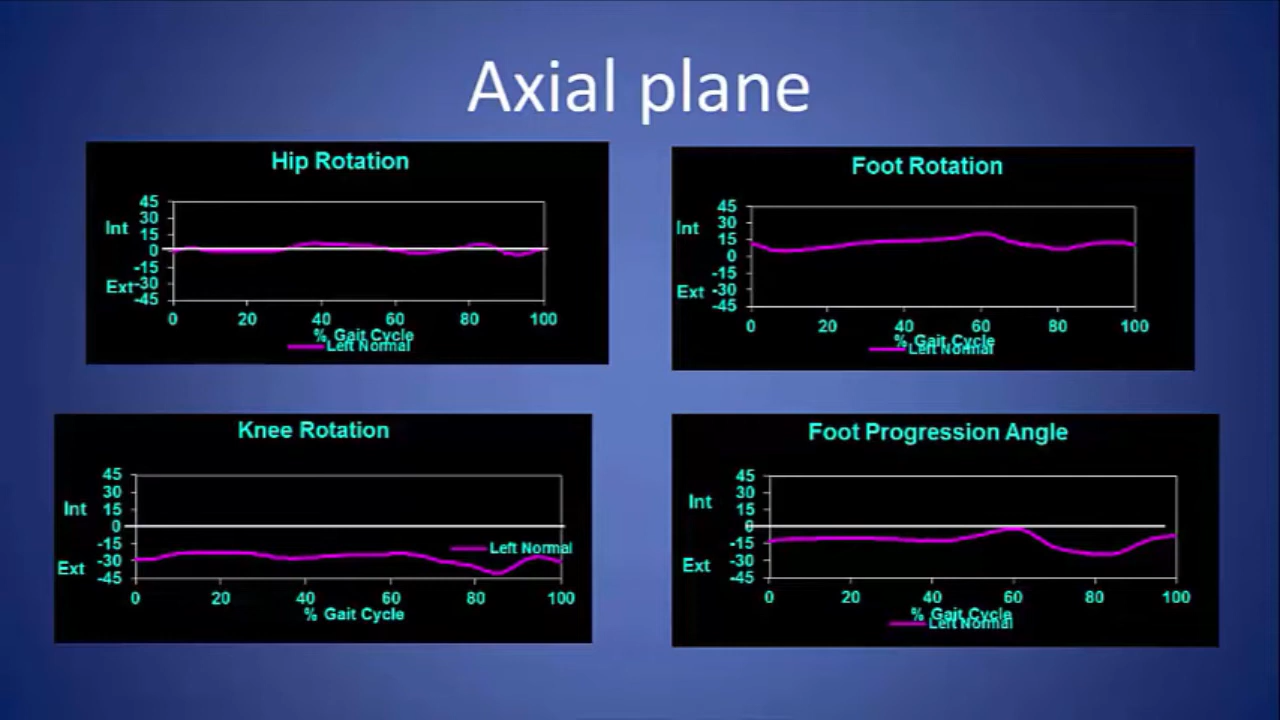 Axial plane
Hip Rotation
45
30
Int
15
0
-15
Ext
-30
-45
0 20 40 60 80 100
% Gait Cycle
Left Normal
Foot Rotation
45
30
Int
15
0
-15
Ext
-30
-45
0 20 40 60 80 100
% Gait Cycle
Left Normal
Knee Rotation
45
30
Int
15
0
-15
Left Normal
-30
Ext
-45
0 20 40 60 80 100
% Gait Cycle
Foot Progression Angle
45
30
Int
15
0
-15
-30
Ext
-45
0 20 40 60 80 100
% Gait Cycle
Left Normal